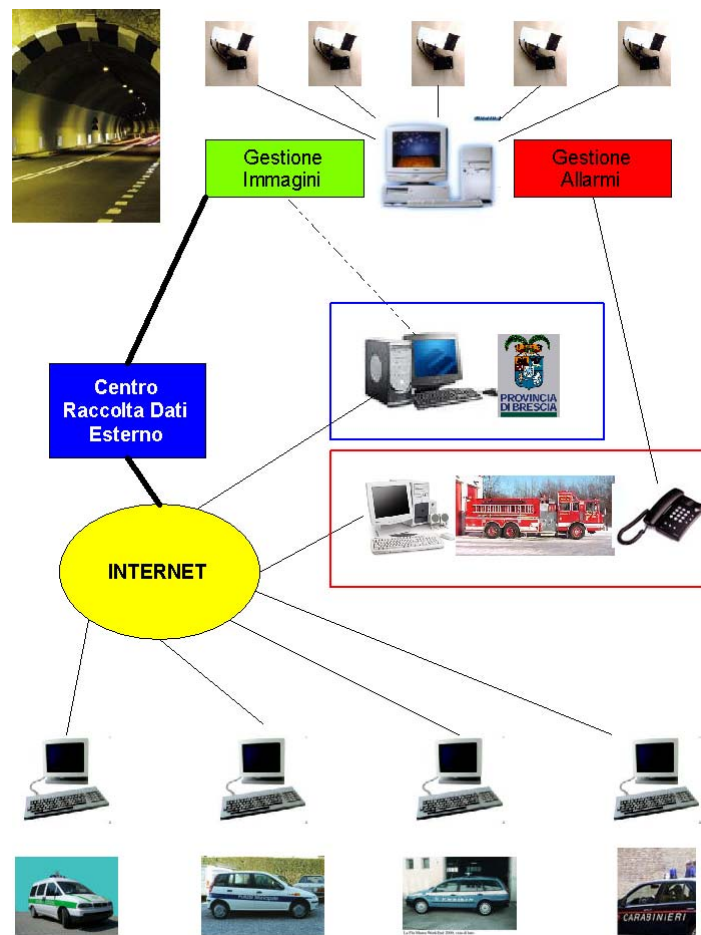 Gestione
Immagini
Gestione
Allarmi
Centro
Raccolta Dati
Esterno
PROVINCIA
DI BRESCIA
INTERNET
CARABINIERI